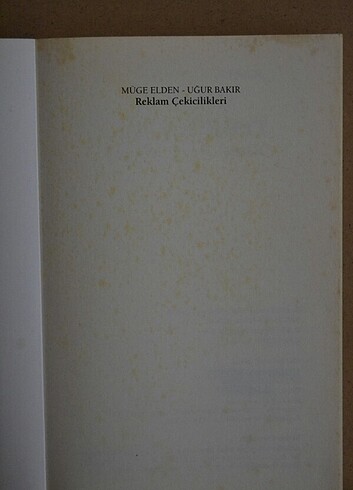 MÜGE ELDEN - UĞUR BAKIR
Reklam Çekicilikleri